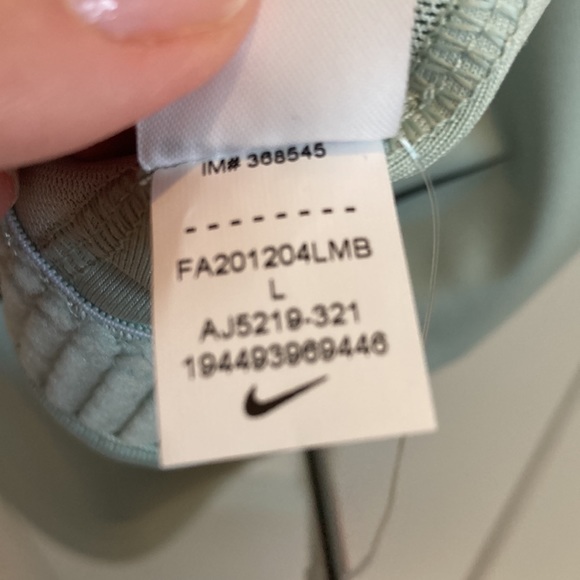 IM# 368545
--------
FA201204LMB
L
AJ5219-321
194493969446